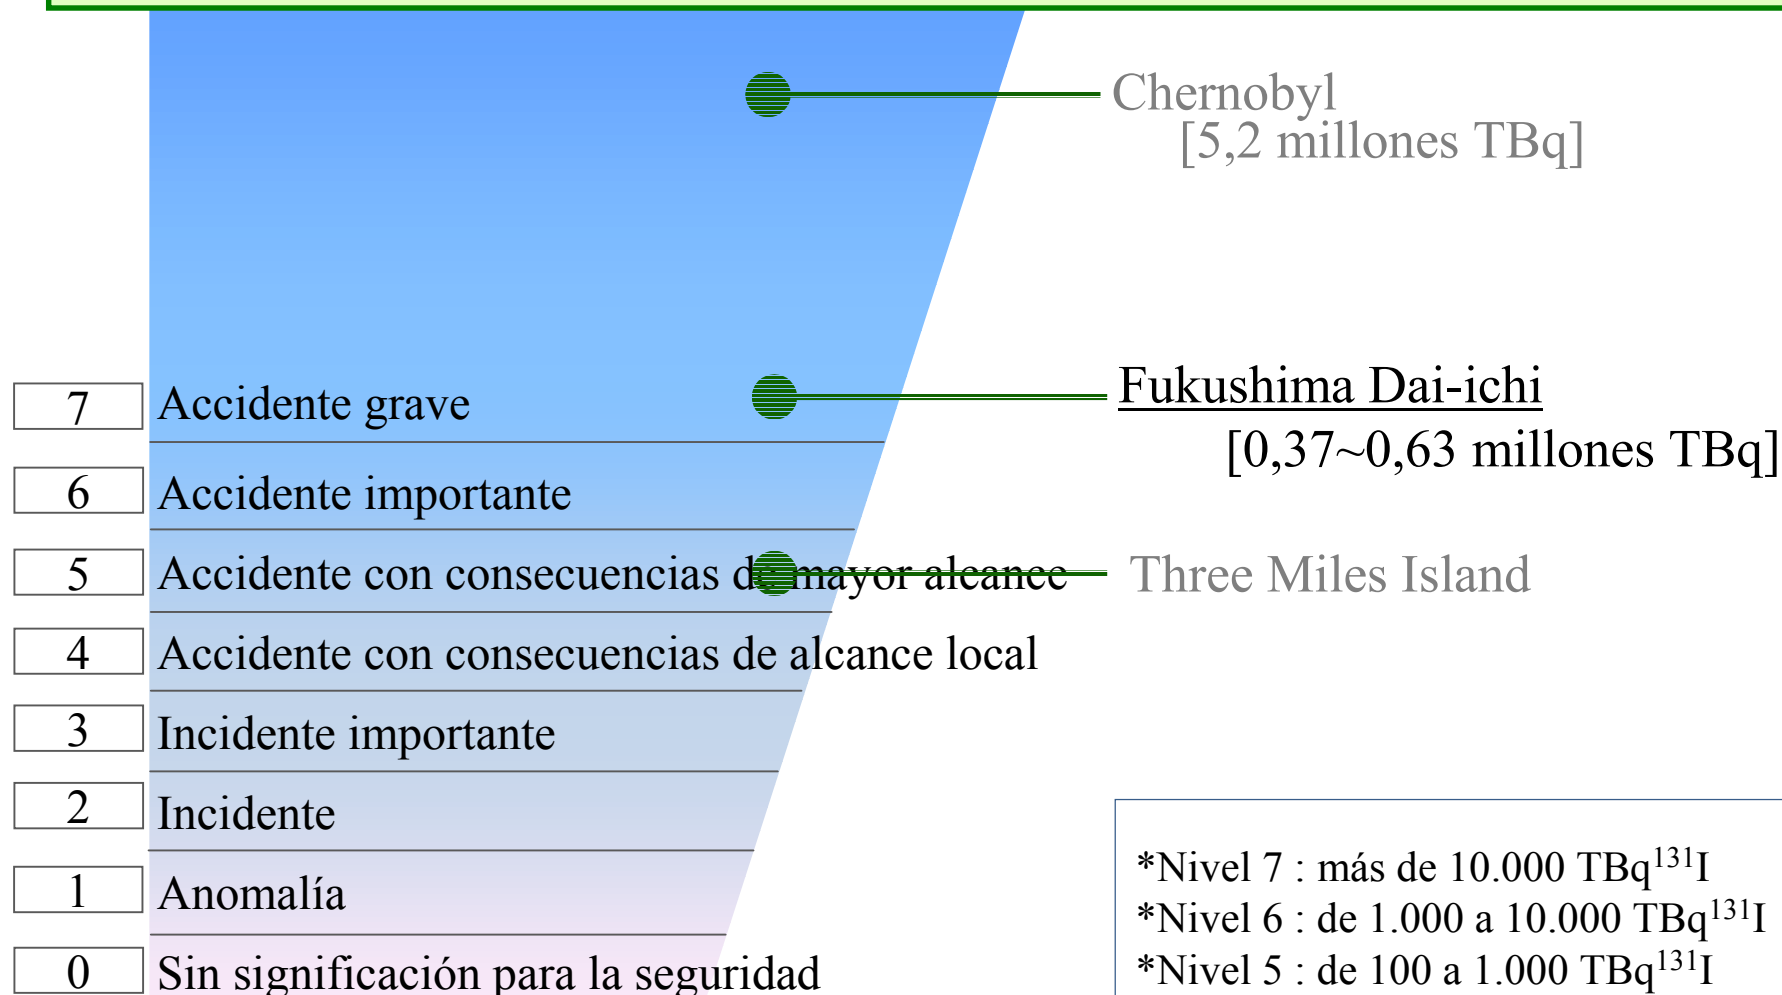 Chernobyl
[5,2 millones TBq]
7 Accidente grave
Fukushima Dai-ichi
[0,37~0,63 millones TBq]
6 Accidente importante
5 Accidente con consecuencias de mayor alcance
Three Miles Island
4 Accidente con consecuencias de alcance local
3 Incidente importante
2 Incidente
1 Anomalía
0 Sin significación para la seguridad
*Nivel 7 : más de 10.000 TBq¹³¹I
*Nivel 6 : de 1.000 a 10.000 TBq¹³¹I
*Nivel 5 : de 100 a 1.000 TBq¹³¹I